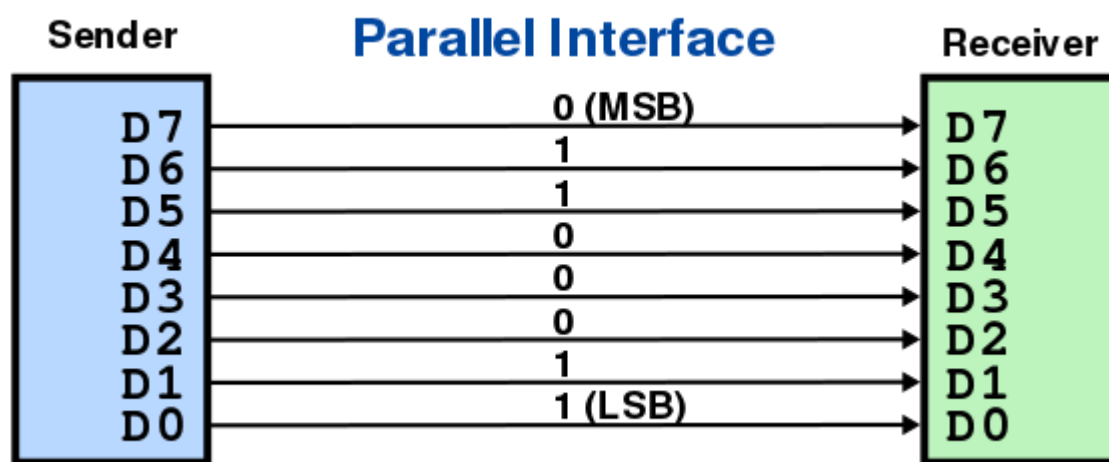 Sender Parallel Interface Receiver
D7 0 (MSB) D7
D6 1 D6
D5 1 D5
D4 0 D4
D3 0 D3
D2 0 D2
D1 1 D1
D0 1 (LSB) D0